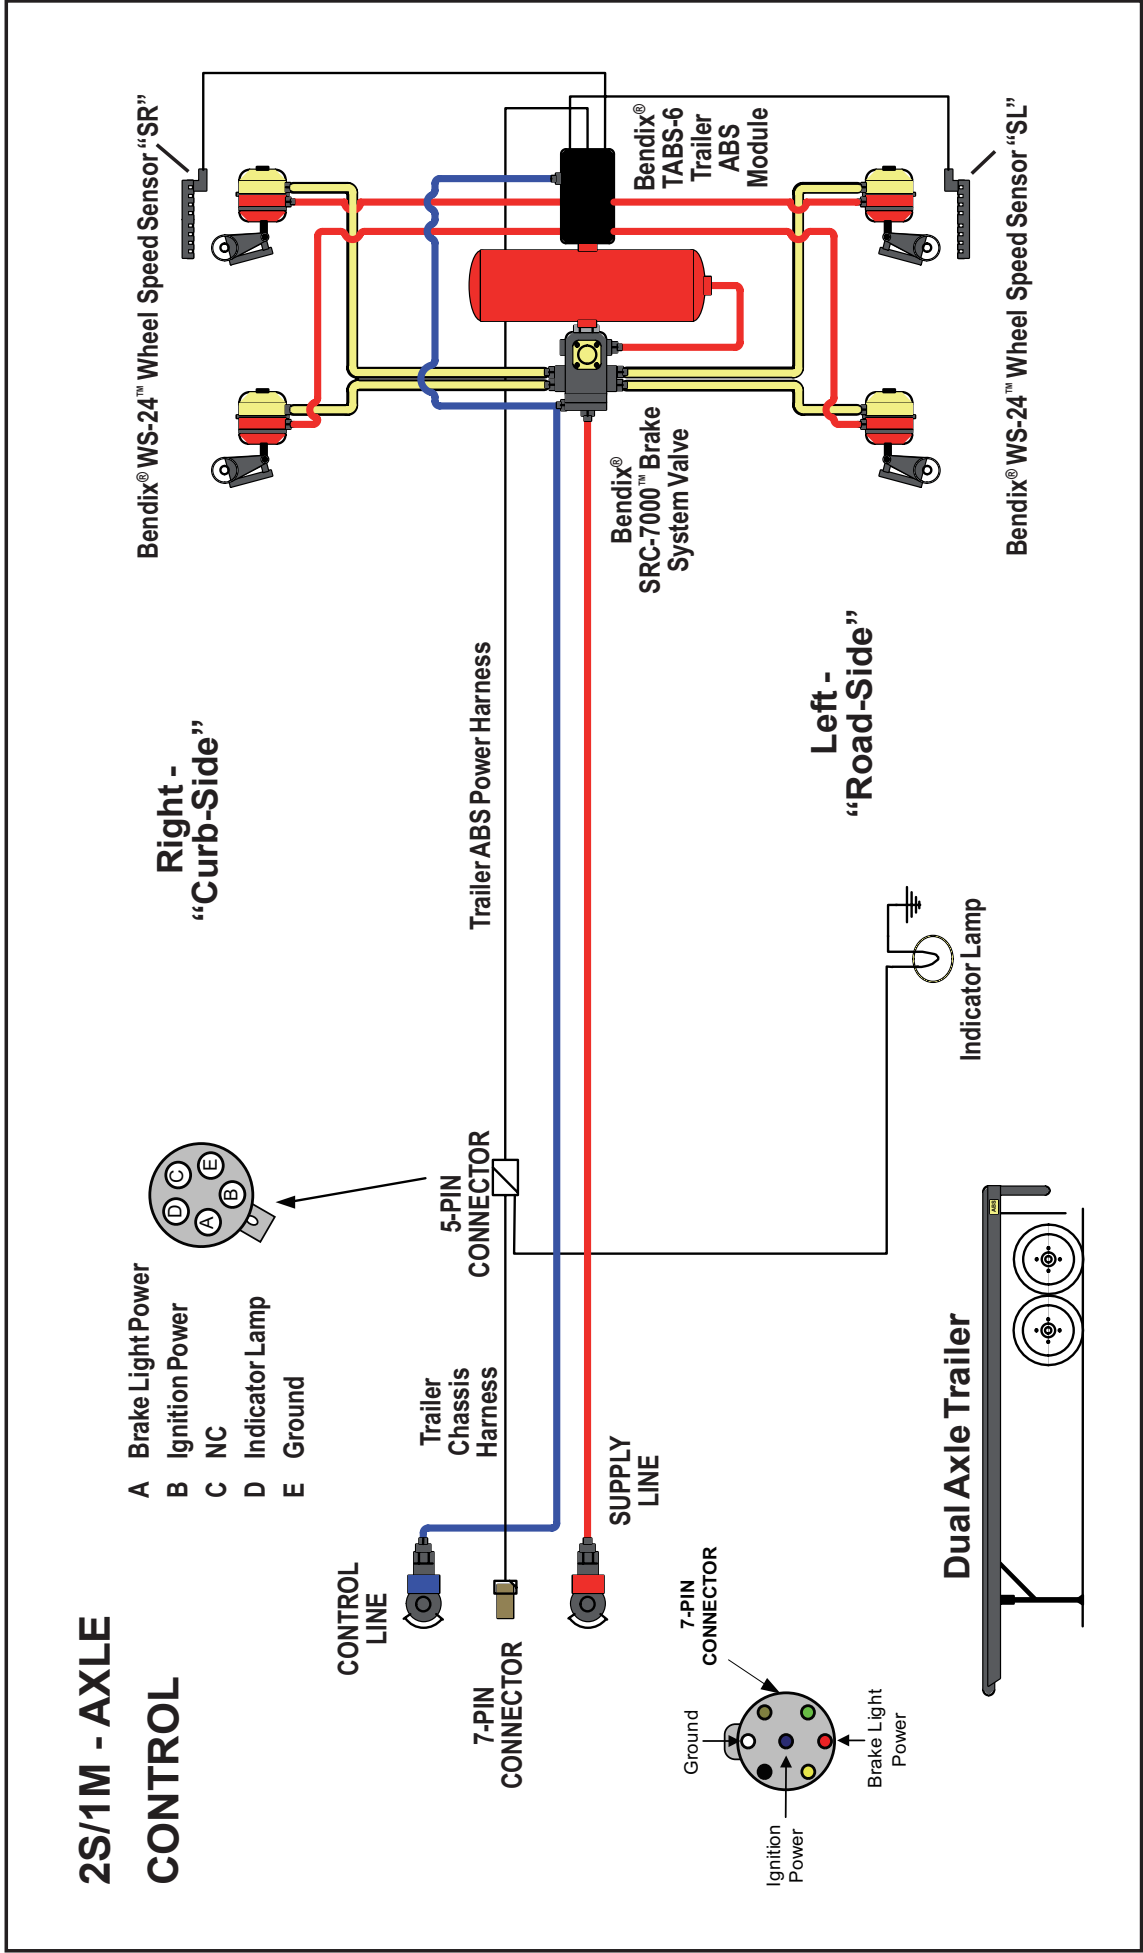 2S/1M - AXLE
CONTROL
A Brake Light Power
B Ignition Power
C NC
D Indicator Lamp
E Ground
D
C
A
B
E
Right -
“Curb-Side”
Bendix® WS-24™ Wheel Speed Sensor “SR”
CONTROL
LINE
Trailer
Chassis
Harness
5-PIN
CONNECTOR
Trailer ABS Power Harness
7-PIN
CONNECTOR
SUPPLY
LINE
Bendix®
SRC-7000™ Brake
System Valve
Bendix®
TABS-6
Trailer
ABS
Module
7-PIN
CONNECTOR
Ground
Ignition
Power
Brake Light
Power
Left -
“Road-Side”
Indicator Lamp
Bendix® WS-24™ Wheel Speed Sensor “SL”
Dual Axle Trailer
ABS